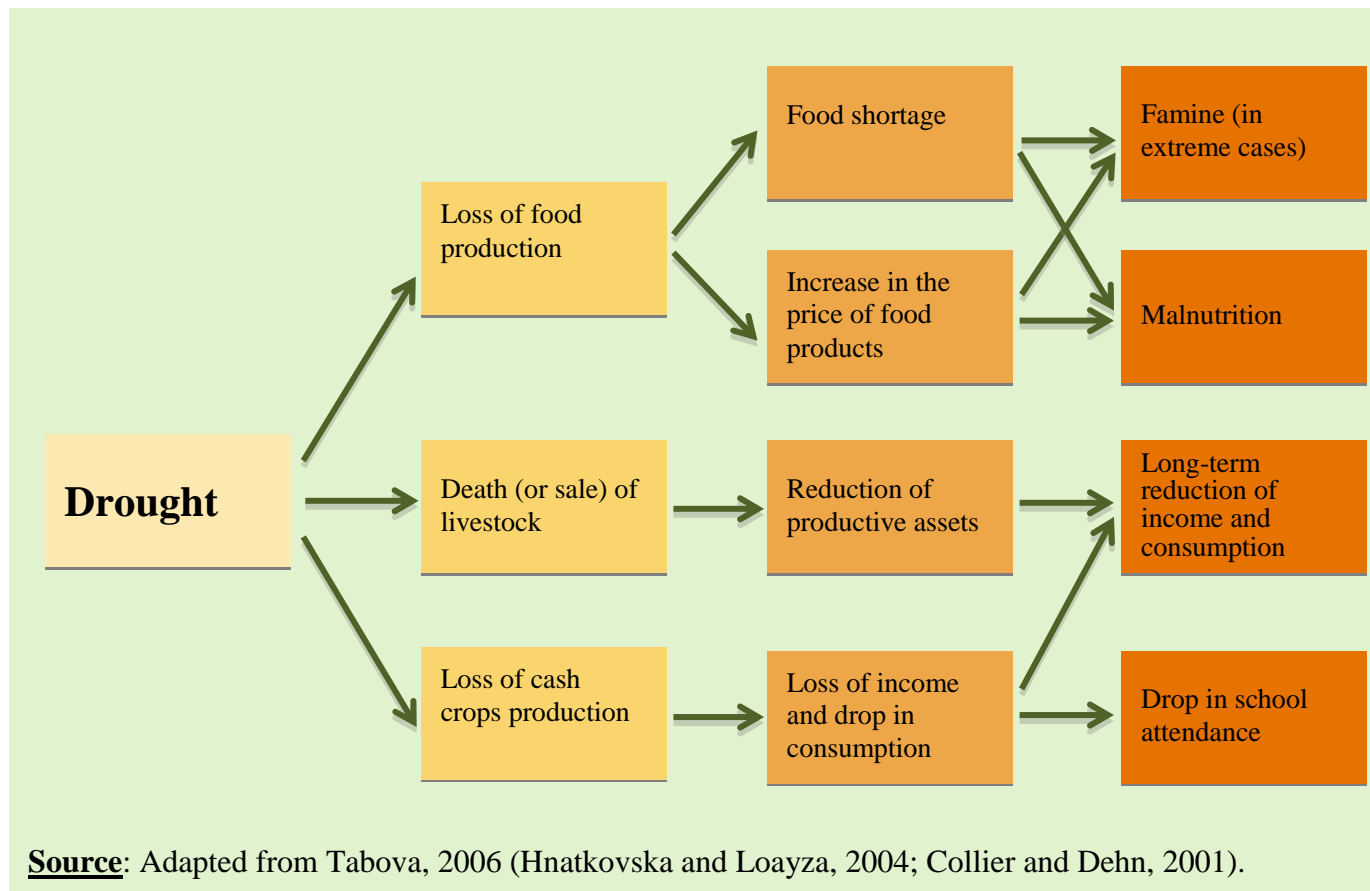 Drought
Loss of food
production
Death (or sale) of
livestock
Loss of cash
crops production
Food shortage
Increase in the
price of food
products
Reduction of
productive assets
Loss of income
and drop in
consumption
Famine (in
extreme cases)
Malnutrition
Long-term
reduction of
income and
consumption
Drop in school
attendance
Source: Adapted from Tabova, 2006 (Hnatkovska and Loayza, 2004; Collier and Dehn, 2001).